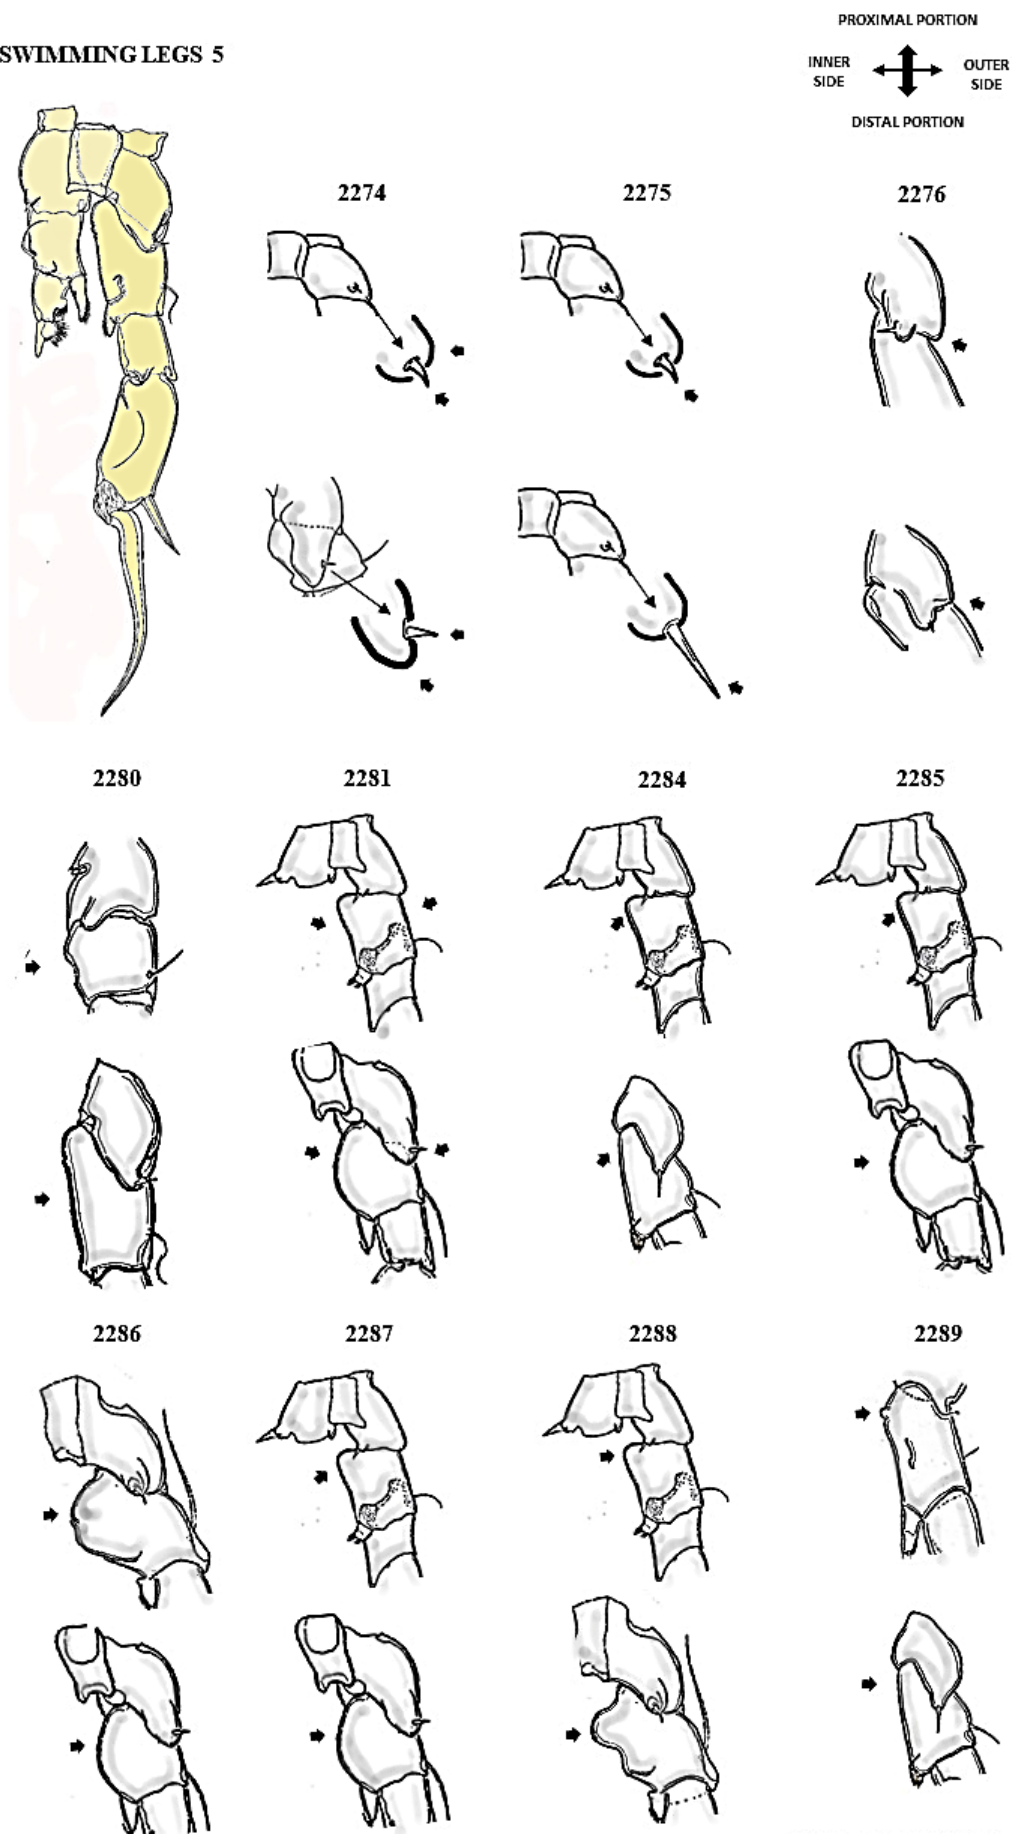 PROXIMAL PORTION
SWIMMING LEGS 5
INNER SIDE
OUTER SIDE
DISTAL PORTION
2274
2275
2276
2280
2281
2284
2285
2286
2287
2288
2289